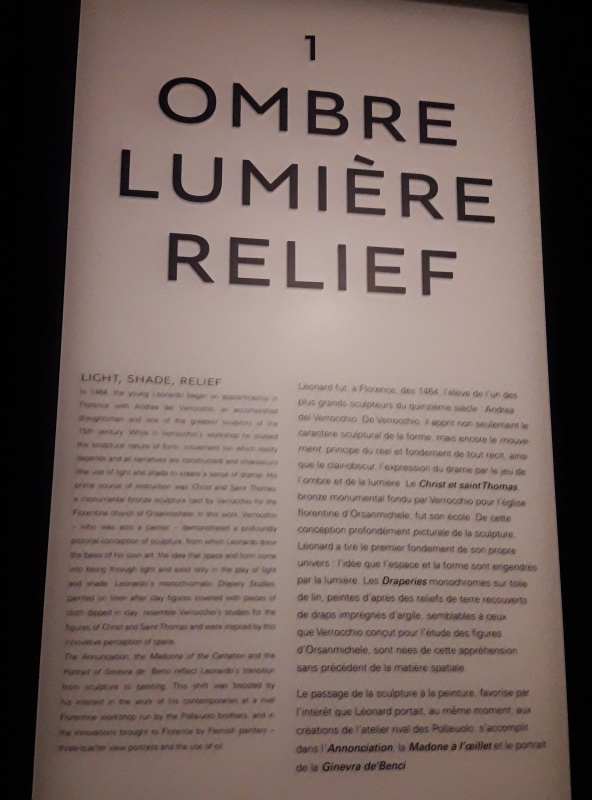 1
OMBRE
LUMIÈRE
RELIEF
LIGHT, SHADE, RELIEF
In 1464, the young Leonardo began an apprenticeship in
Florence with Andrea del Verrocchio, an accomplished
draughtsman and one of the greatest sculptors of the
15th century. While in Verrocchio's workshop he studied
the sculptural nature of form, movement (on which reality
depends and all narratives are constructed) and chiaroscuro
(the use of light and shade to create a sense of drama). His
prime source of instruction was Christ and Saint Thomas,
a monumental bronze sculpture cast by Verrocchio for the
Florentine church of Orsanmichele. In this work, Verrocchio
– who was also a painter – demonstrated a profoundly
pictorial conception of sculpture, from which Leonardo drew
the basis of his own art: the idea that space and form come
into being through light and exist only in the play of light
and shade. Leonardo's monochromatic Drapery Studies,
painted on linen after clay figures covered with pieces of
cloth dipped in clay, resemble Verrocchio's studies for the
figures of Christ and Saint Thomas and were inspired by this
innovative perception of space.
The Annunciation, the Madonna of the Carnation and the
Portrait of Ginevra de' Benci reflect Leonardo's transition
from sculpture to painting. This shift was boosted by
his interest in the work of his contemporaries at a rival
Florentine workshop run by the Pollaiuolo brothers, and in
the innovations brought to Florence by Flemish painters –
three-quarter view portraits and the use of oil.
Léonard fut, à Florence, dès 1464, l'élève de l'un des
plus grands sculpteurs du quinzième siècle : Andrea
del Verrocchio. De Verrocchio, il apprit non seulement le
caractère sculptural de la forme, mais encore le mouve-
ment, principe du réel et fondement de tout récit, ainsi
que le clair-obscur, l'expression du drame par le jeu de
l'ombre et de la lumière. Le Christ et saint Thomas,
bronze monumental fondu par Verrocchio pour l'église
florentine d'Orsanmichele, fut son école. De cette
conception profondément picturale de la sculpture,
Léonard a tiré le premier fondement de son propre
univers : l'idée que l'espace et la forme sont engendrés
par la lumière. Les Draperies monochromes sur toile
de lin, peintes d'après des reliefs de terre recouverts
de draps imprégnés d'argile, semblables à ceux
que Verrocchio conçut pour l'étude des figures
d'Orsanmichele, sont nées de cette appréhension
sans précédent de la matière spatiale.
Le passage de la sculpture à la peinture, favorisé par
l'intérêt que Léonard portait, au même moment, aux
créations de l'atelier rival des Pollaiuolo, s'accomplit
dans l'Annonciation, la Madone à l'œillet et le portrait
de la Ginevra de'Benci